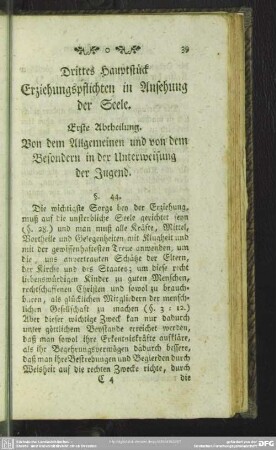 39
Drittes Hauptstück
Erziehungspflichten in Ansehung
der Seele.
Erste Abtheilung.
Von dem Allgemeinen und von dem
Besondern in der Unterweisung
der Jugend.
§. 44.
Die wichtigste Sorge bey der Erziehung,
muß auf die unsterbliche Seele gerichtet seyn
(§. 28.) und man muß alle Kräfte, Mittel,
Vortheile und Gelegenheiten mit Klugheit und
mit der gewissenhaftesten Treue anwenden, um
die uns anvertrauten Schätze der Eltern,
der Kirche und des Staates; um diese recht
liebenswürdigen Kinder zu guten Menschen,
rechtschaffenen Christen und sowol zu brauch-
baren, als glücklichen Mitgliedern der mensch-
lichen Gesellschaft zu machen (§. 3. 12.)
Aber dieser wichtige Zweck kan nur dadurch
unter göttlichem Beystande erreichet werden,
daß man sowol ihre Erkentnißkräfte aufkläre,
als ihr Begehrungsvermögen dadurch bessere,
daß man ihre Bestrebungen und Begierden durch
Weisheit auf die rechten Zwecke richte, durch
C 4
die